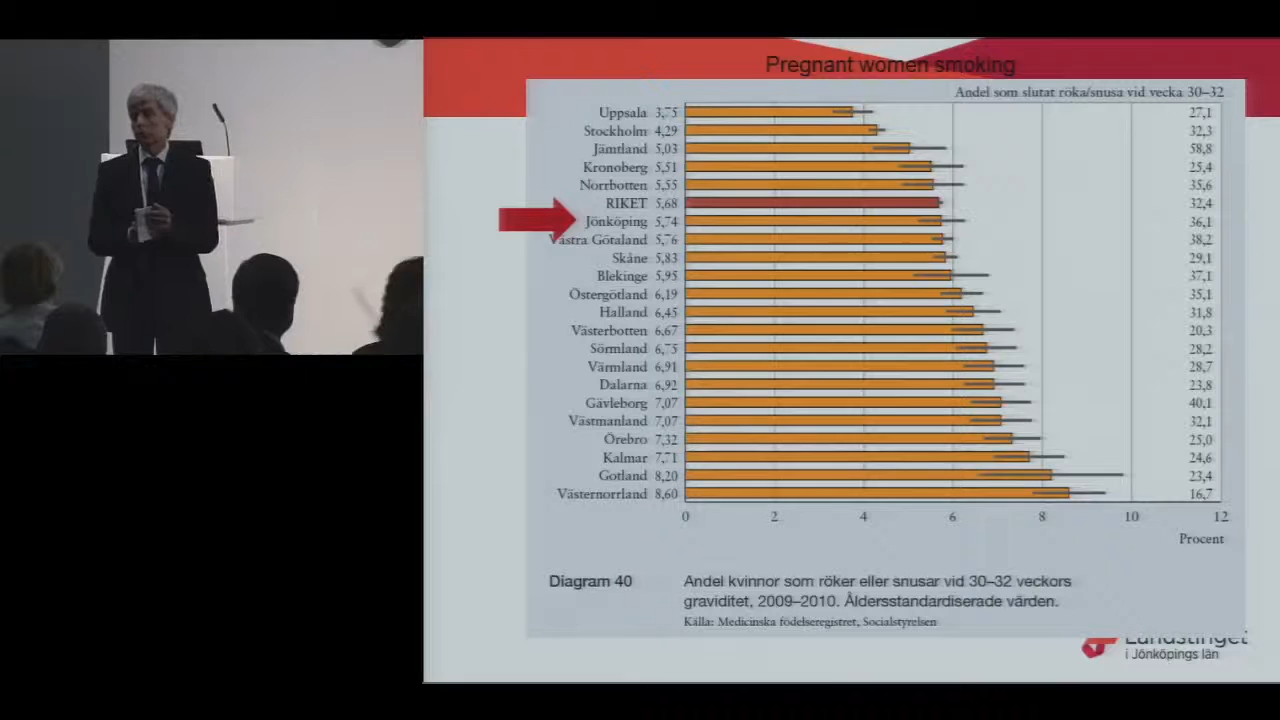 Pregnant women smoking
Andel som slutat röka/snusa vid vecka 30–32
Uppsala 3,75 27,1
Stockholm 4,29 32,3
Jämtland 5,03 58,8
Kronoberg 5,51 25,4
Norrbotten 5,55 35,6
RIKET 5,68 32,4
Jönköping 5,74 36,1
Västra Götaland 5,76 38,2
Skåne 5,83 29,1
Blekinge 5,95 37,1
Östergötland 6,19 35,1
Halland 6,45 31,8
Västerbotten 6,67 20,3
Sörmland 6,75 28,2
Värmland 6,91 28,7
Dalarna 6,92 23,8
Gävleborg 7,07 40,1
Västmanland 7,07 32,1
Örebro 7,32 25,0
Kalmar 7,71 24,6
Gotland 8,20 23,4
Västernorrland 8,60 16,7
0 2 4 6 8 10 12
Procent
Diagram 40 Andel kvinnor som röker eller snusar vid 30–32 veckors
graviditet, 2009–2010. Åldersstandardiserade värden.
Källa: Medicinska födelseregistret, Socialstyrelsen
Landstinget
i Jönköpings län